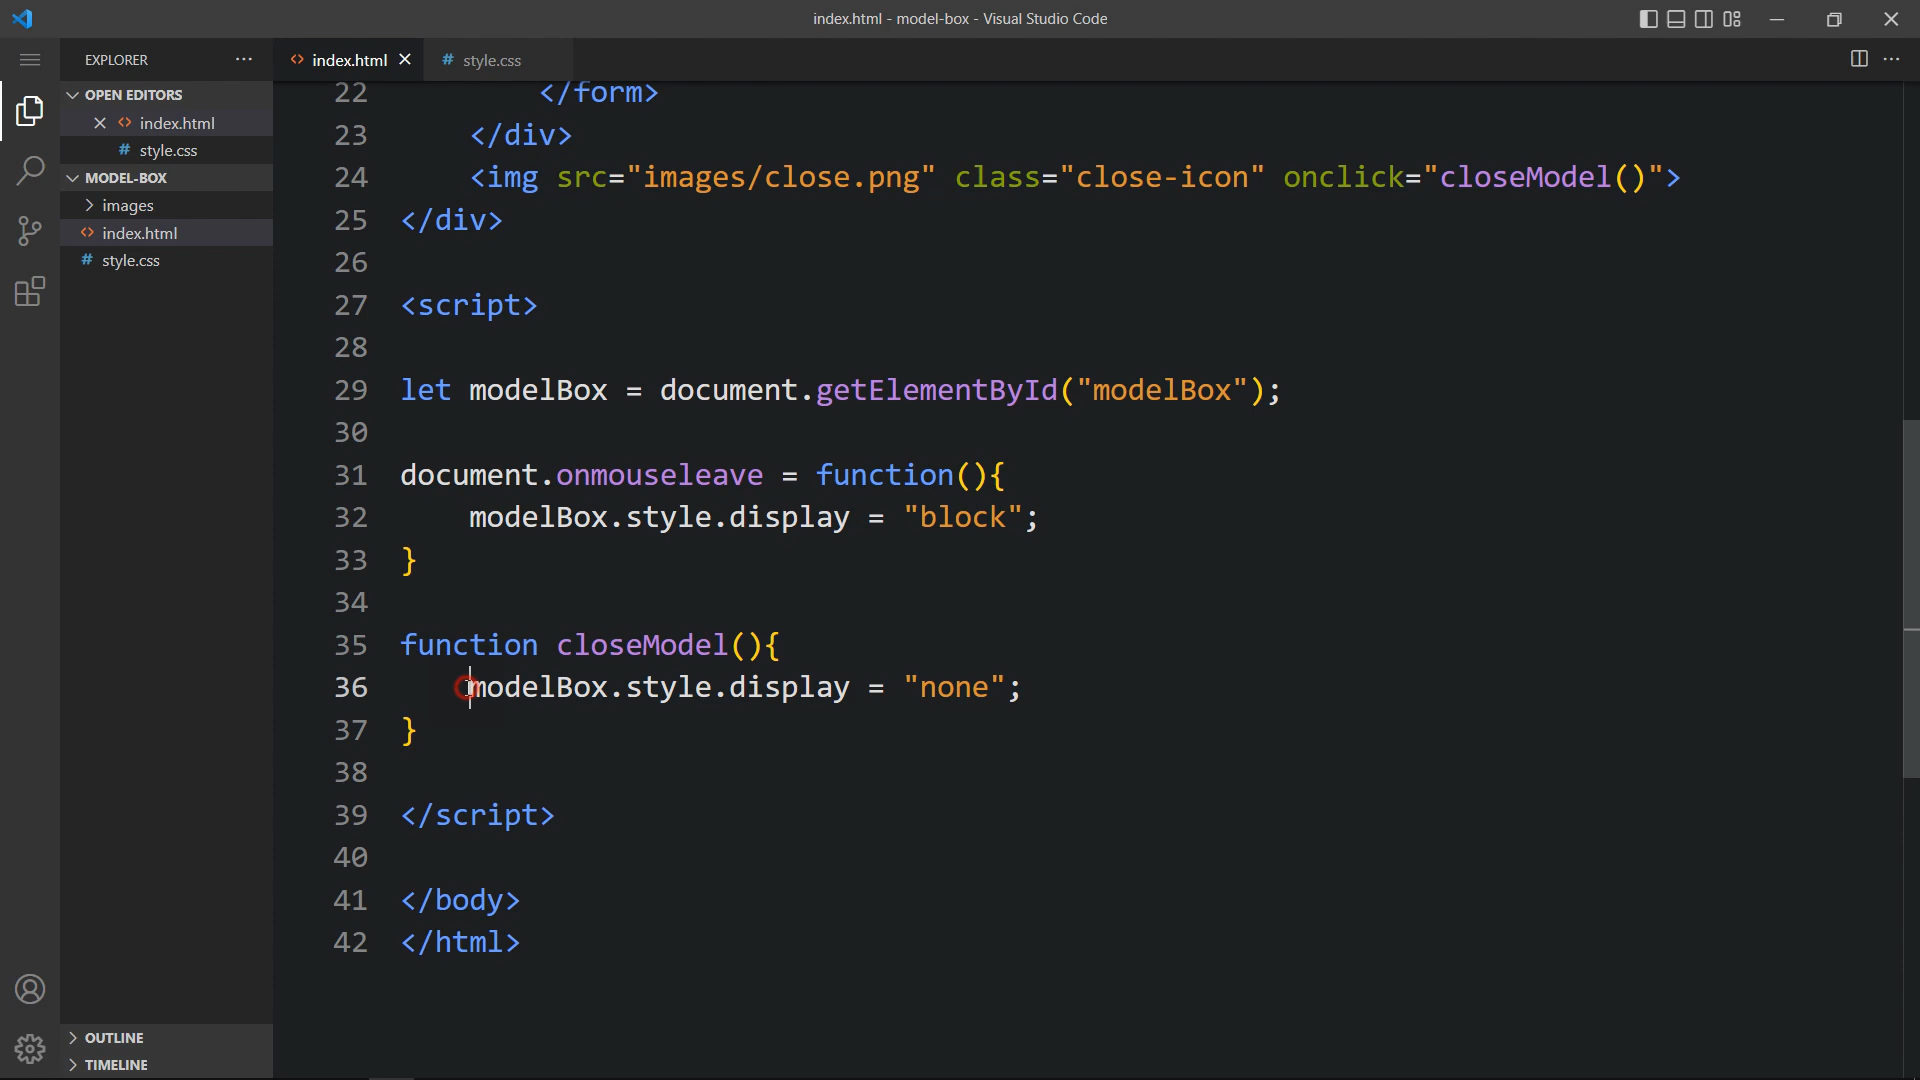 index.html - model-box - Visual Studio Code
EXPLORER
index.html
# style.css
OPEN EDITORS
index.html
# style.css
MODEL-BOX
images
index.html
# style.css
OUTLINE
TIMELINE
22 </form>
23 </div>
24 <img src="images/close.png" class="close-icon" onclick="closeModel()">
25 </div>
26
27 <script>
28
29 let modelBox = document.getElementById("modelBox");
30
31 document.onmouseleave = function(){
32 modelBox.style.display = "block";
33 }
34
35 function closeModel(){
36 modelBox.style.display = "none";
37 }
38
39 </script>
40
41 </body>
42 </html>